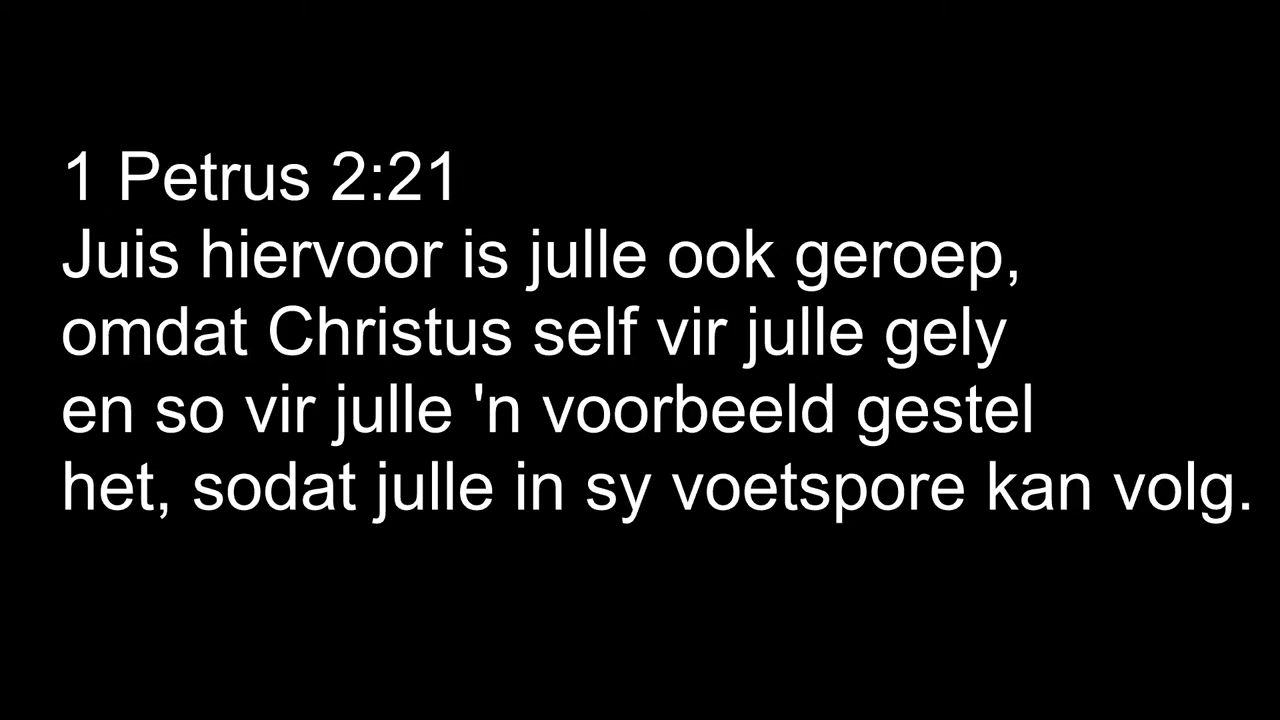 1 Petrus 2:21
Juis hiervoor is julle ook geroep,
omdat Christus self vir julle gely
en so vir julle 'n voorbeeld gestel
het, sodat julle in sy voetspore kan volg.